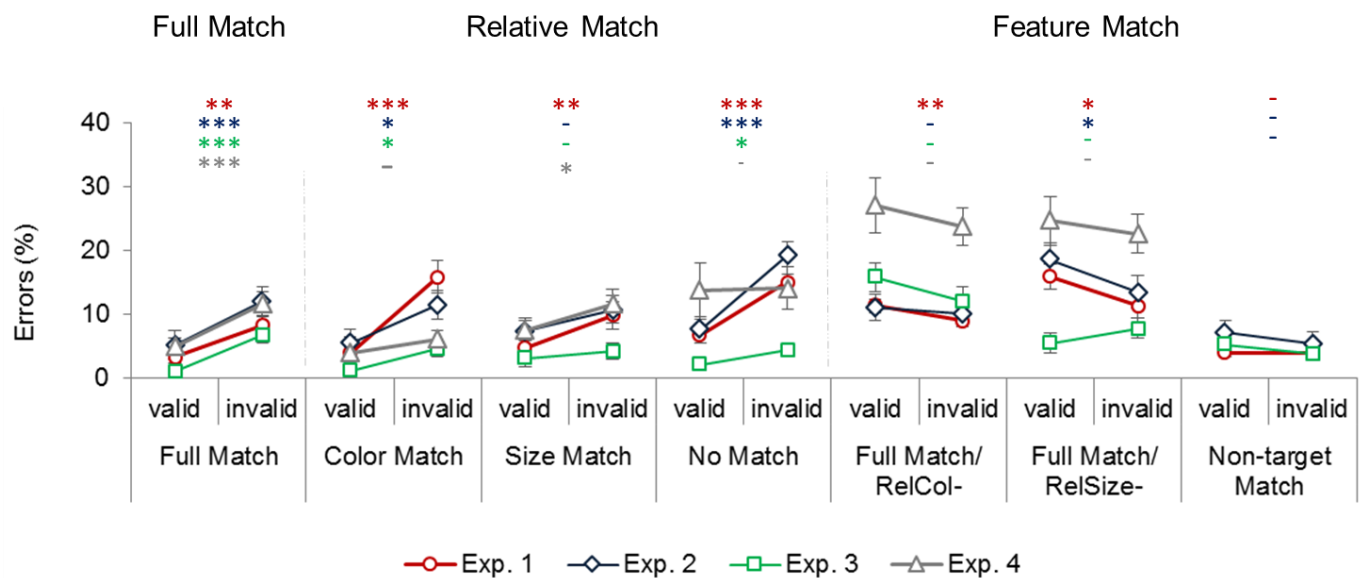 Full Match Relative Match Feature Match
** *** ** *** ** * -
*** * - *** - * -
*** * - * - - -
*** – * - - -
Errors (%)
40
30
20
10
0
valid invalid valid invalid valid invalid valid invalid valid invalid valid invalid valid invalid
Full Match Color Match Size Match No Match Full Match/ Full Match/ Non-target
RelCol- RelSize- Match
Exp. 1 Exp. 2 Exp. 3 Exp. 4